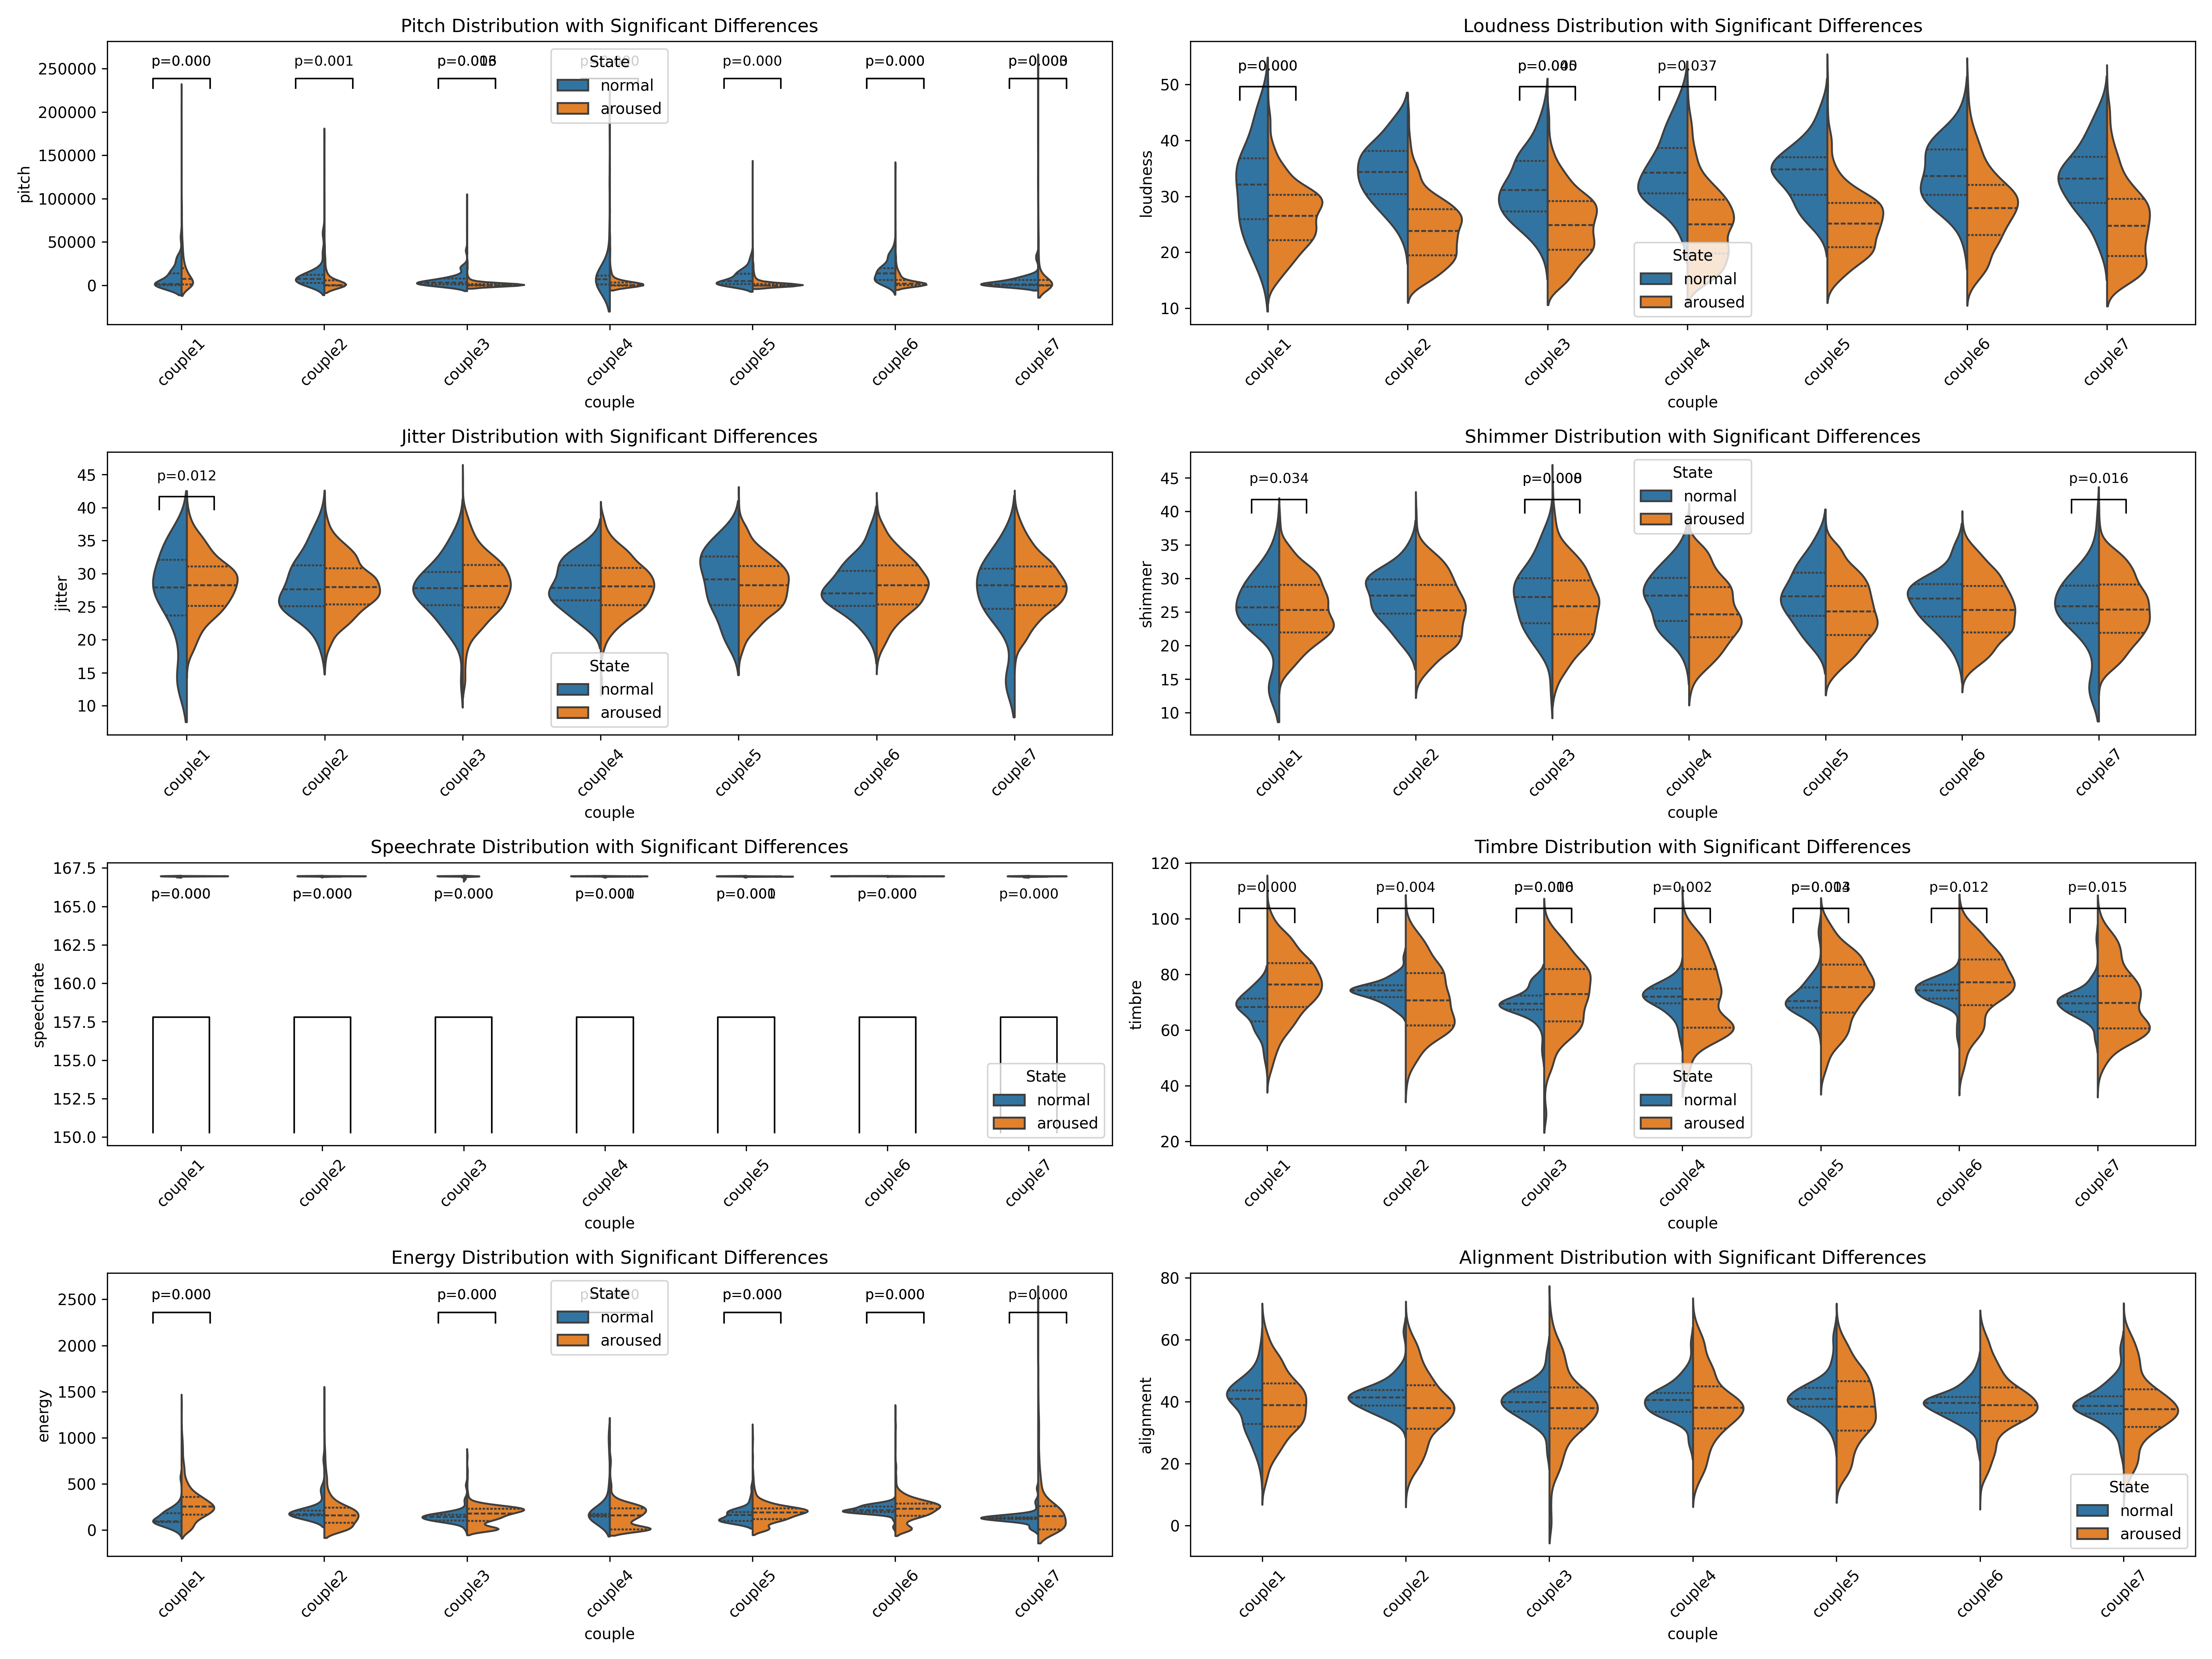 Pitch Distribution with Significant Differences
p=0.000 p=0.001 p=0.000 p=0.000 p=0.000
State
normal
aroused
pitch
250000
200000
150000
100000
50000
0
couple1 couple2 couple3 couple4 couple5 couple6 couple7
couple
Loudness Distribution with Significant Differences
p=0.000 p=0.037
loudness
50
40
30
20
10
State
normal
aroused
couple1 couple2 couple3 couple4 couple5 couple6 couple7
couple
Jitter Distribution with Significant Differences
p=0.012
jitter
45
40
35
30
25
20
15
10
State
normal
aroused
couple1 couple2 couple3 couple4 couple5 couple6 couple7
couple
Shimmer Distribution with Significant Differences
p=0.034 p=0.016
State
normal
aroused
shimmer
45
40
35
30
25
20
15
10
couple1 couple2 couple3 couple4 couple5 couple6 couple7
couple
Speechrate Distribution with Significant Differences
p=0.000 p=0.000 p=0.000 p=0.000 p=0.000
speechrate
167.5
165.0
162.5
160.0
157.5
155.0
152.5
150.0
State
normal
aroused
couple1 couple2 couple3 couple4 couple5 couple6 couple7
couple
Timbre Distribution with Significant Differences
p=0.000 p=0.004 p=0.002 p=0.012 p=0.015
timbre
120
100
80
60
40
20
State
normal
aroused
couple1 couple2 couple3 couple4 couple5 couple6 couple7
couple
Energy Distribution with Significant Differences
p=0.000 p=0.000 p=0.000 p=0.000 p=0.000
State
normal
aroused
energy
2500
2000
1500
1000
500
0
couple1 couple2 couple3 couple4 couple5 couple6 couple7
couple
Alignment Distribution with Significant Differences
alignment
80
60
40
20
0
State
normal
aroused
couple1 couple2 couple3 couple4 couple5 couple6 couple7
couple